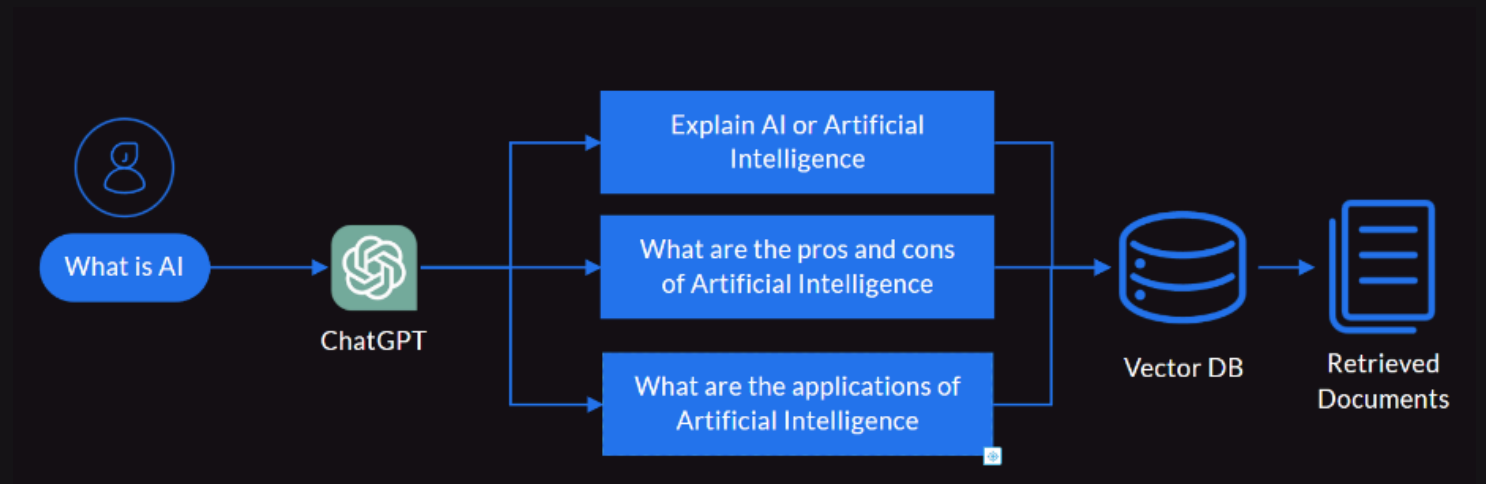 What is AI
ChatGPT
Explain AI or Artificial
Intelligence
What are the pros and cons
of Artificial Intelligence
What are the applications of
Artificial Intelligence
Vector DB
Retrieved
Documents